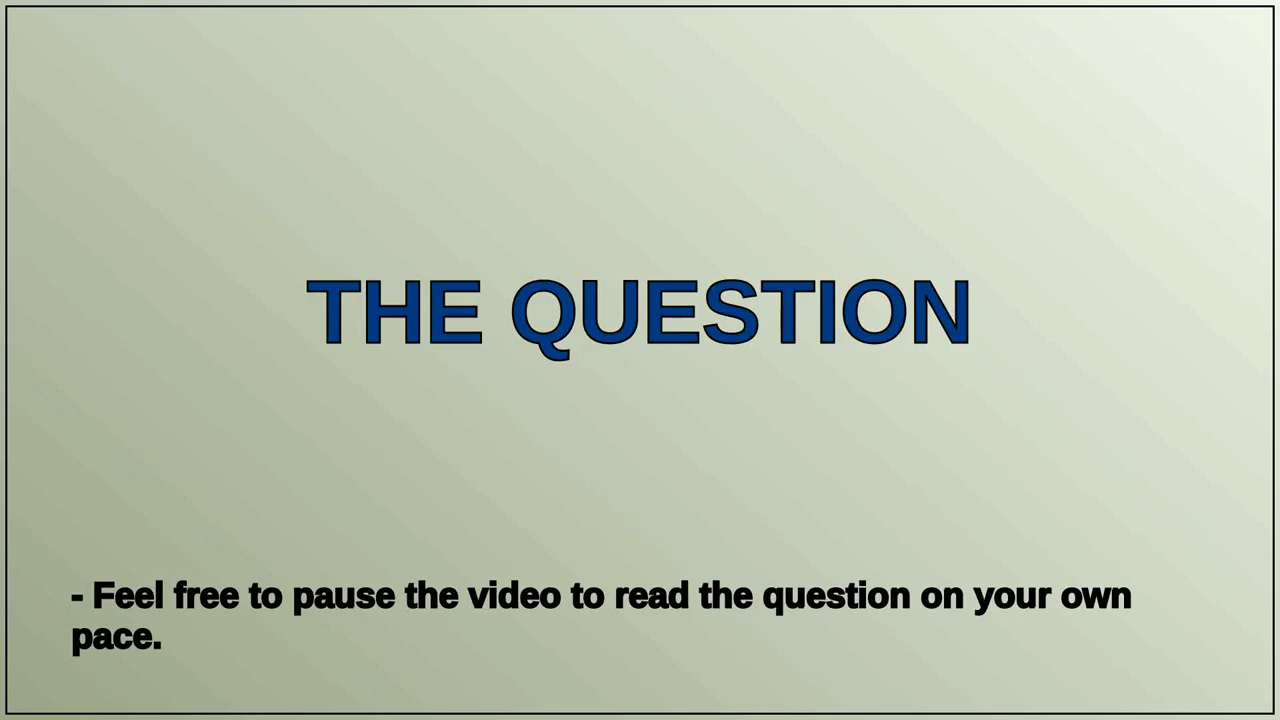 THE QUESTION
- Feel free to pause the video to read the question on your own
pace.